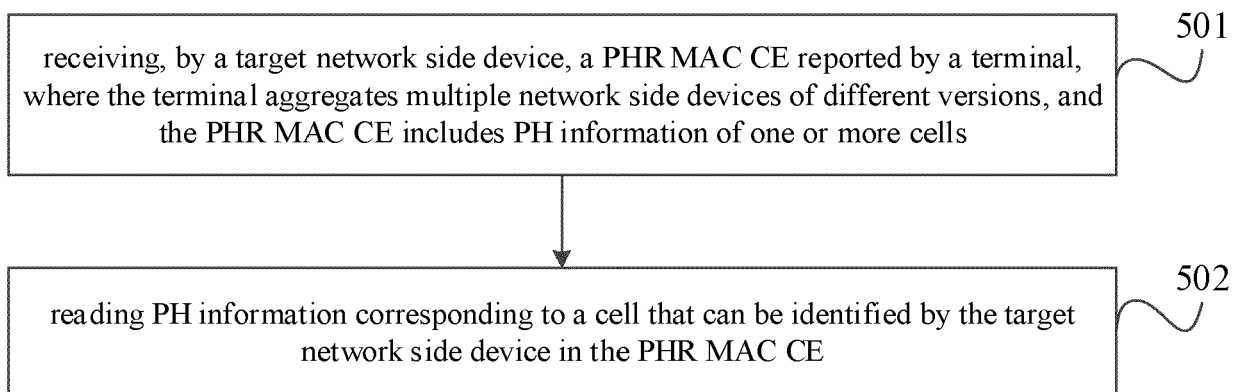 501
receiving, by a target network side device, a PHR MAC CE reported by a terminal,
where the terminal aggregates multiple network side devices of different versions, and
the PHR MAC CE includes PH information of one or more cells
502
reading PH information corresponding to a cell that can be identified by the target
network side device in the PHR MAC CE